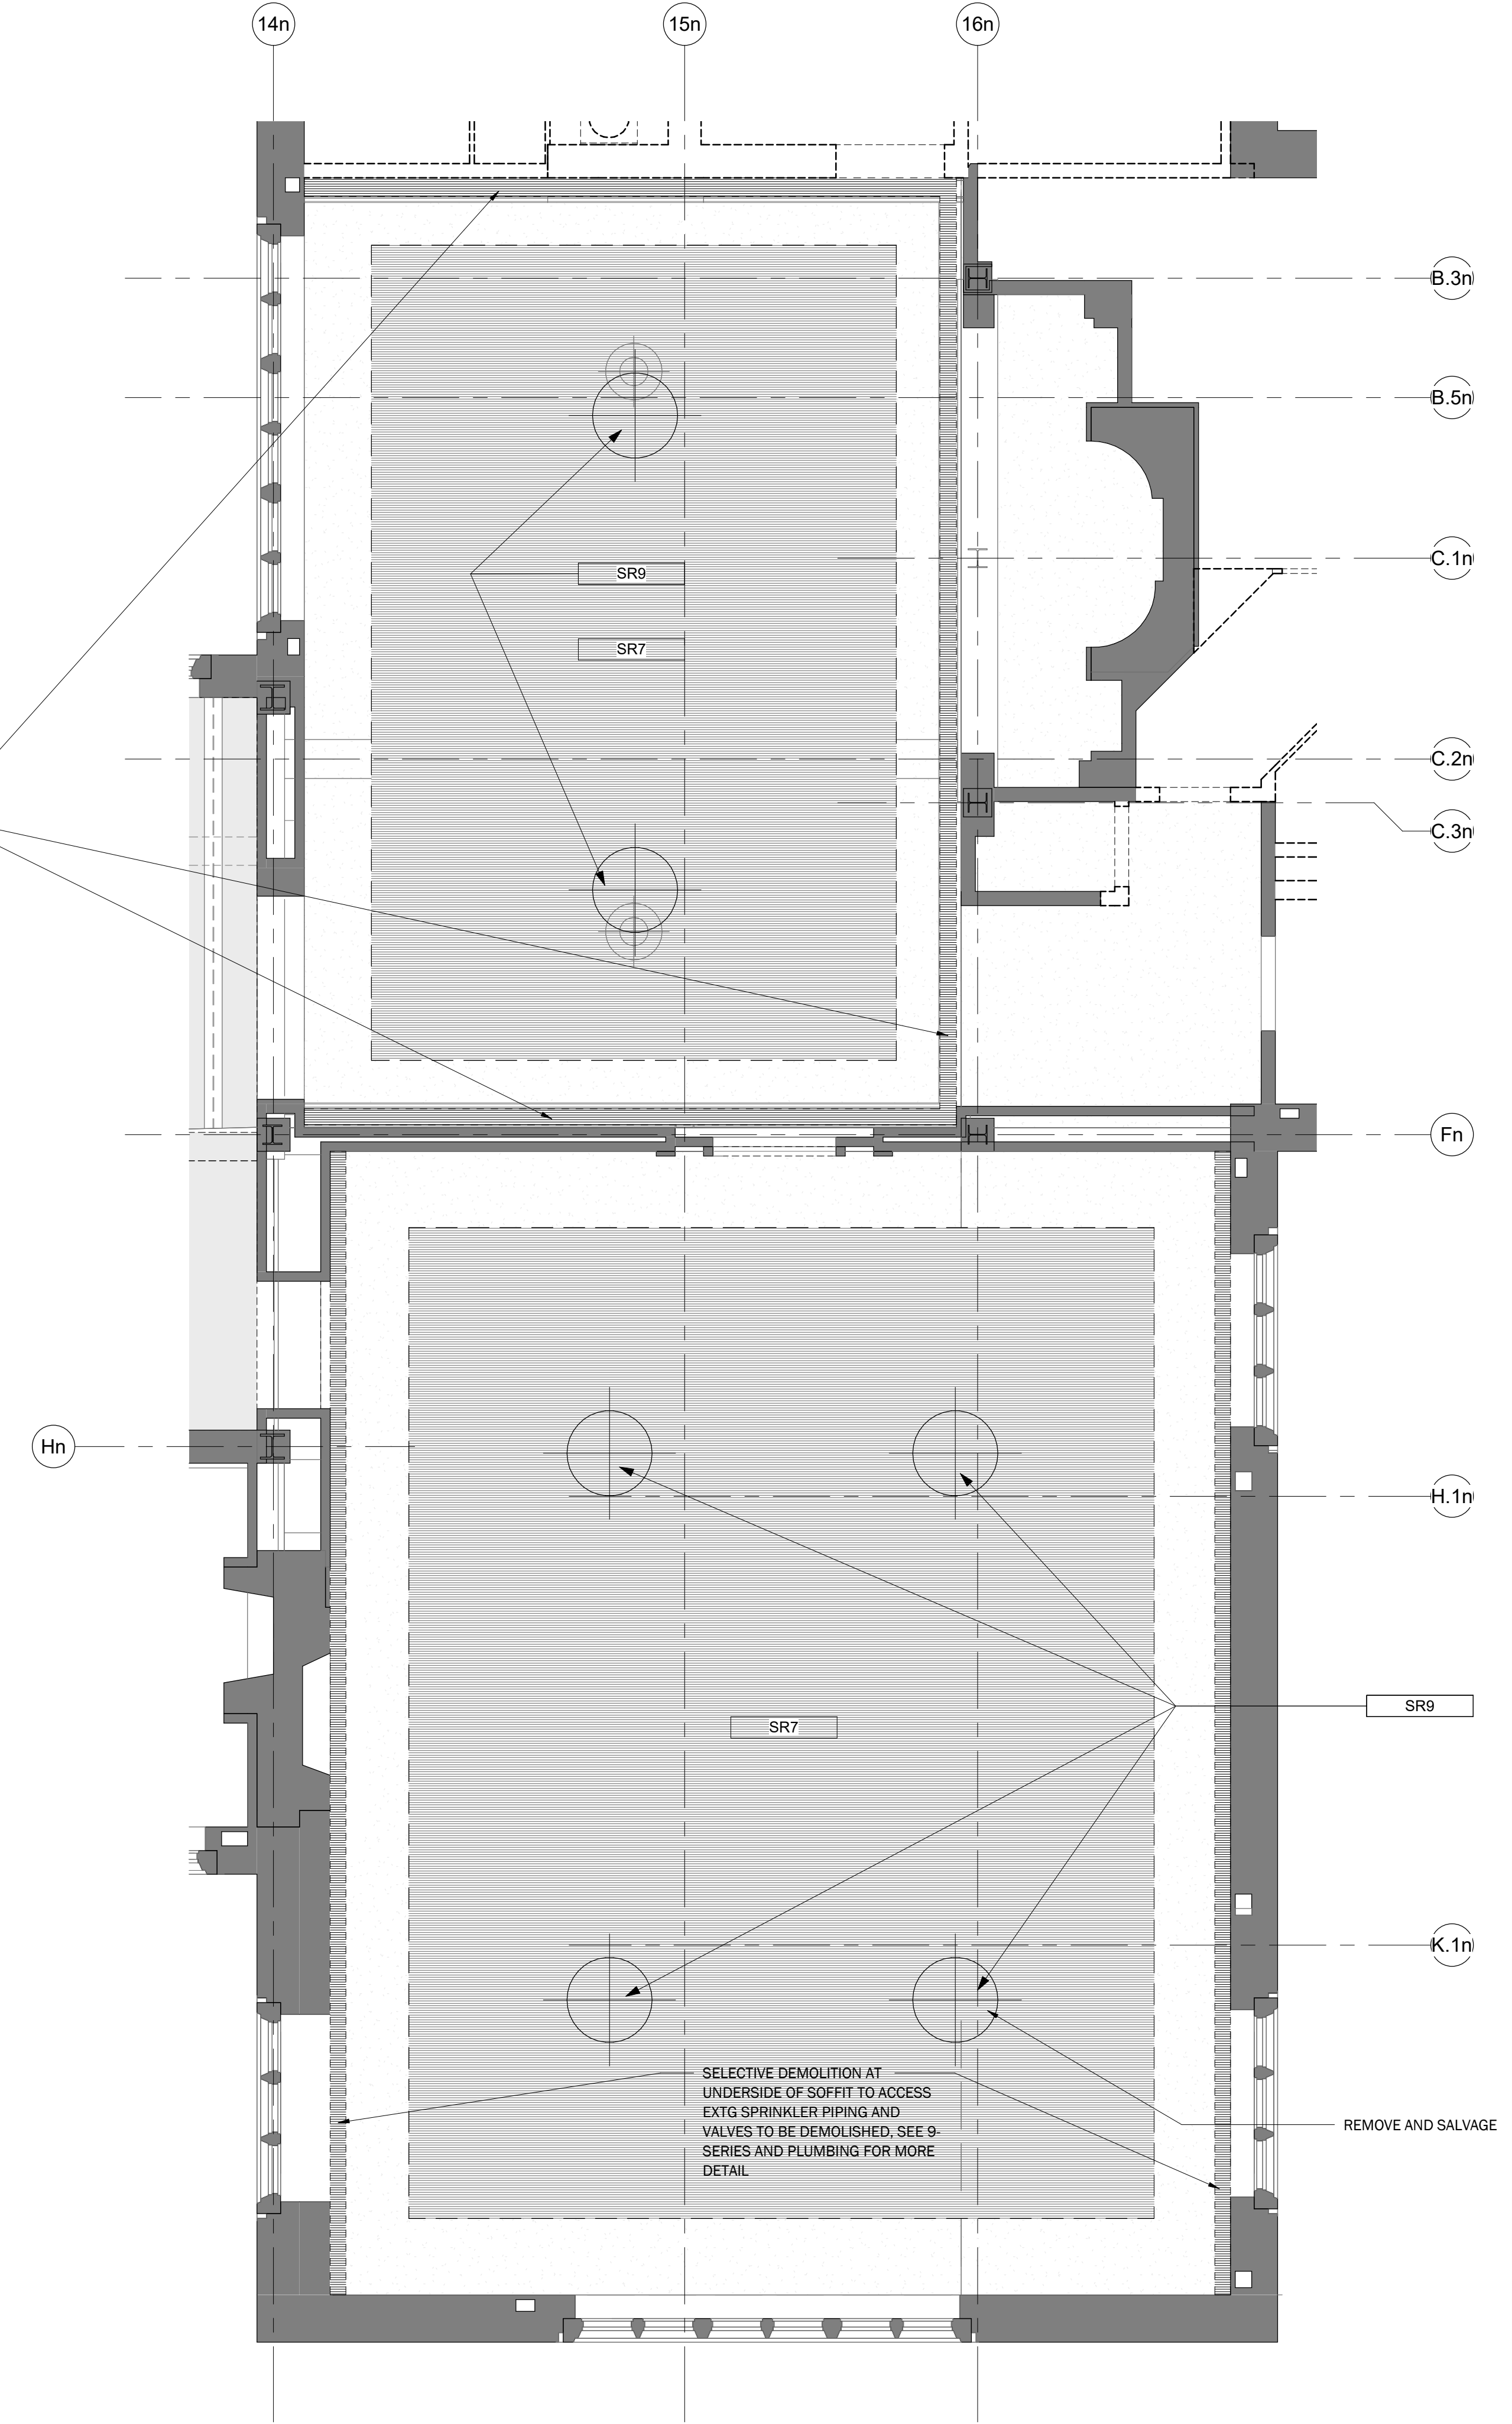 14n
15n
16n
B.3n
B.5n
C.1n
SR9
SR7
C.2n
C.3n
Fn
Hn
H.1n
SR9
SR7
K.1n
SELECTIVE DEMOLITION AT
UNDERSIDE OF SOFFIT TO ACCESS
EXTG SPRINKLER PIPING AND
VALVES TO BE DEMOLISHED, SEE 9-
SERIES AND PLUMBING FOR MORE
DETAIL
REMOVE AND SALVAGE